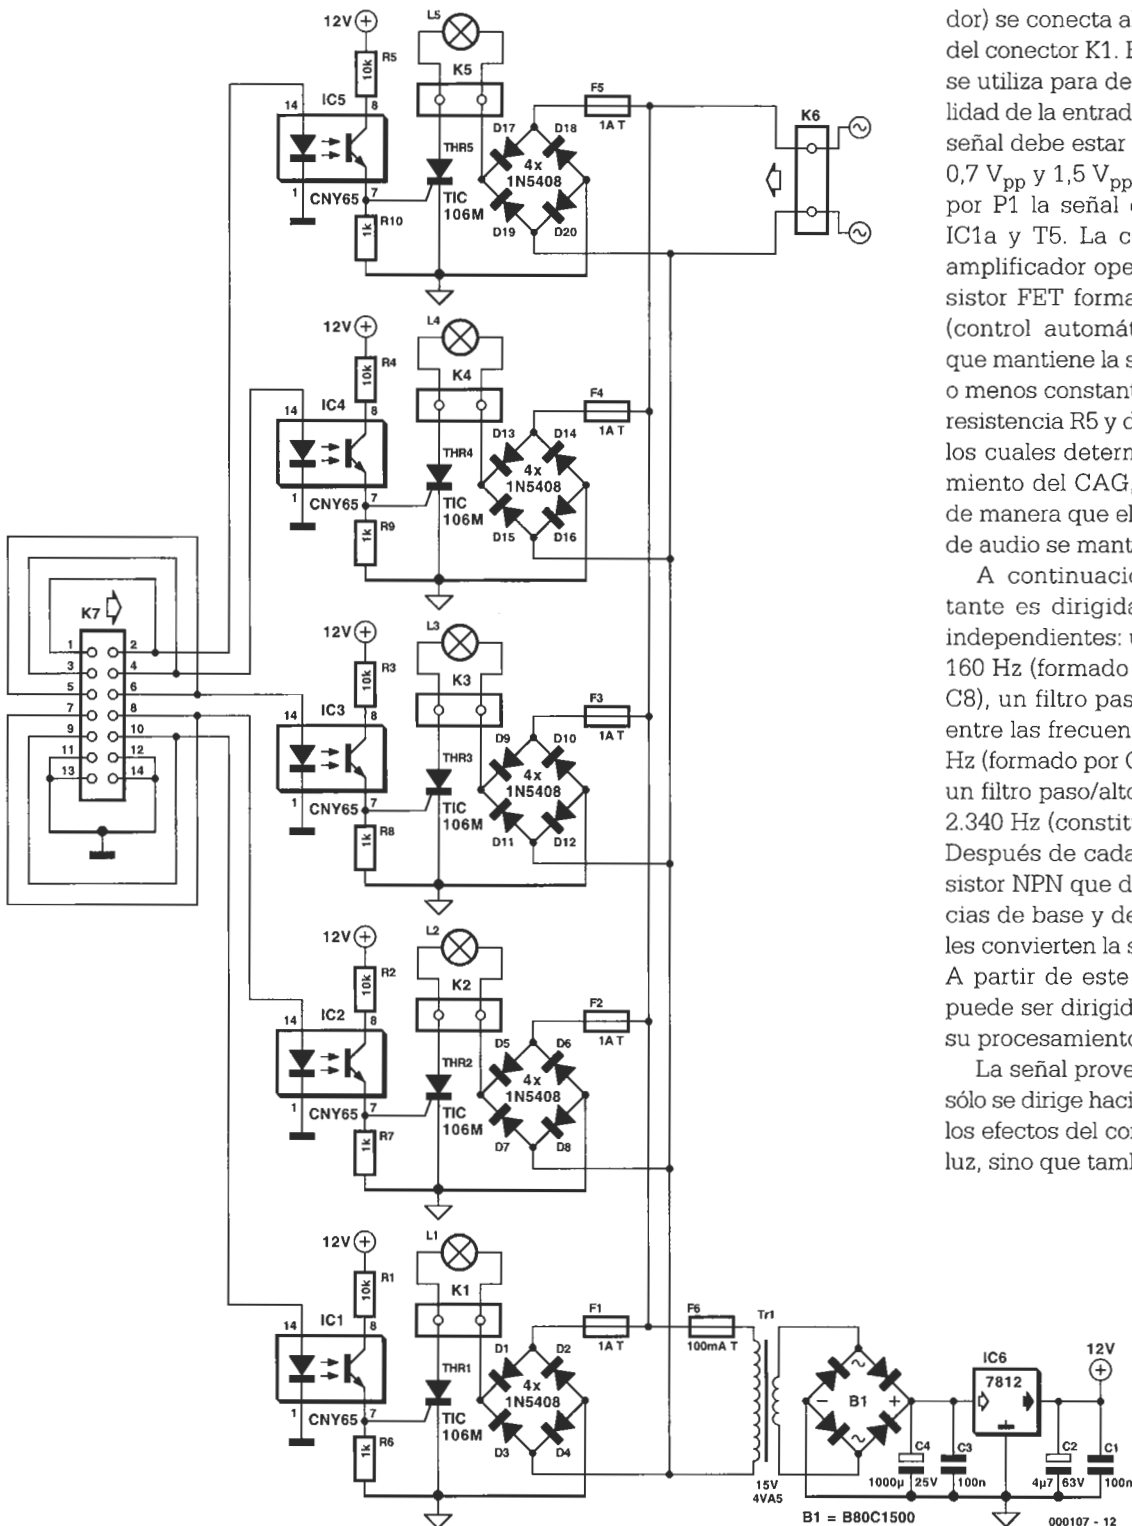 12V
R5
10k
IC5
14
8
1
7
CNY65
1k
R10
L5
K5
THR5
TIC
106M
D17
D18
4x
1N5408
D19
D20
F5
1A T
K6
12V
R4
10k
IC4
14
8
1
7
CNY65
1k
R9
L4
K4
THR4
TIC
106M
D13
D14
4x
1N5408
D15
D16
F4
1A T
K7
1
2
3
4
5
6
7
8
9
10
11
12
13
14
12V
R3
10k
IC3
14
8
1
7
CNY65
1k
R8
L3
K3
THR3
TIC
106M
D9
D10
4x
1N5408
D11
D12
F3
1A T
12V
R2
10k
IC2
14
8
1
7
CNY65
1k
R7
L2
K2
THR2
TIC
106M
D5
D6
4x
1N5408
D7
D8
F2
1A T
12V
R1
10k
IC1
14
8
1
7
CNY65
1k
R6
L1
K1
THR1
TIC
106M
D1
D2
4x
1N5408
D3
D4
F1
1A T
F6
100mA T
Tr1
15V
4VA5
B1
B1 = B80C1500
C4
1000µ
25V
C3
100n
IC6
7812
C2
4µ7
63V
C1
100n
12V
000107 - 12
dor) se conecta a
del conector K1. E
se utiliza para de
lidad de la entrad
señal debe estar
0,7 Vpp y 1,5 Vpp
por P1 la señal
IC1a y T5. La c
amplificador ope
sistor FET forma
(control automát
que mantiene la s
o menos constant
resistencia R5 y d
los cuales determ
miento del CAG,
de manera que el
de audio se mant
A continuació
tante es dirigida
independientes: u
160 Hz (formado
C8), un filtro pas
entre las frecuen
Hz (formado por C
un filtro paso/alto
2.340 Hz (constit
Después de cada
sistor NPN que d
cias de base y de
les convierten la s
A partir de este
puede ser dirigid
su procesamiento
La señal prove
sólo se dirige haci
los efectos del con
luz, sino que tamb